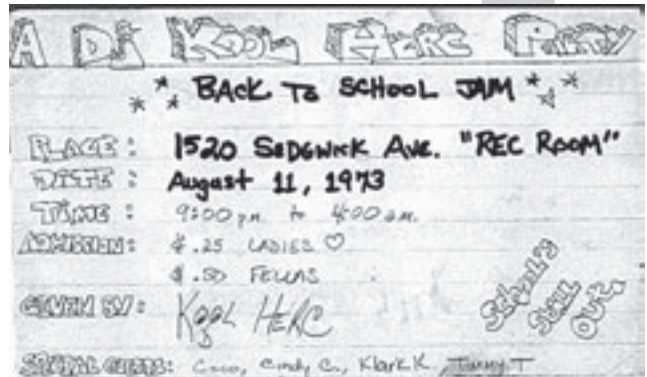 A DJ KOOL HERC PARTY
* * BACK TO SCHOOL JAM * *
PLACE: 1520 SEDGWICK AVE. "REC ROOM"
DATE: August 11, 1973
TIME: 9:00 p.m. to 4:00 a.m.
ADMISSION: $.25 LADIES ♡
$.50 FELLAS
GIVEN BY: KOOL HERC
SPECIAL GUESTS: Coco, Cindy C., Klark K., Timmy T
School's Still Out.